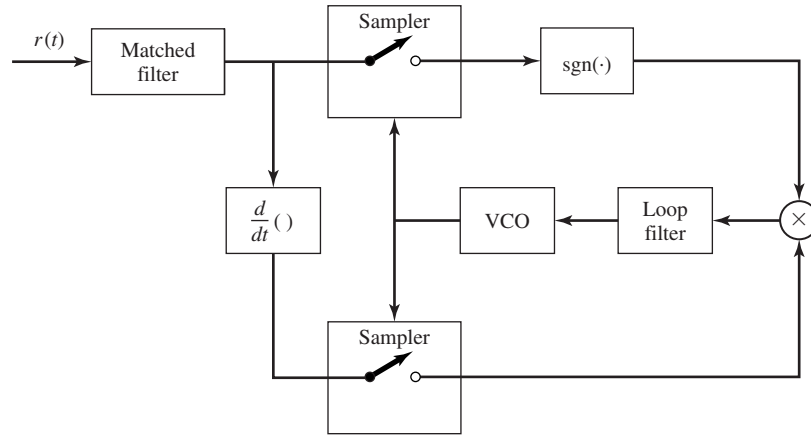 Sampler
r(t)
Matched
filter
sgn(·)
d
dt
( )
VCO
Loop
filter
×
Sampler